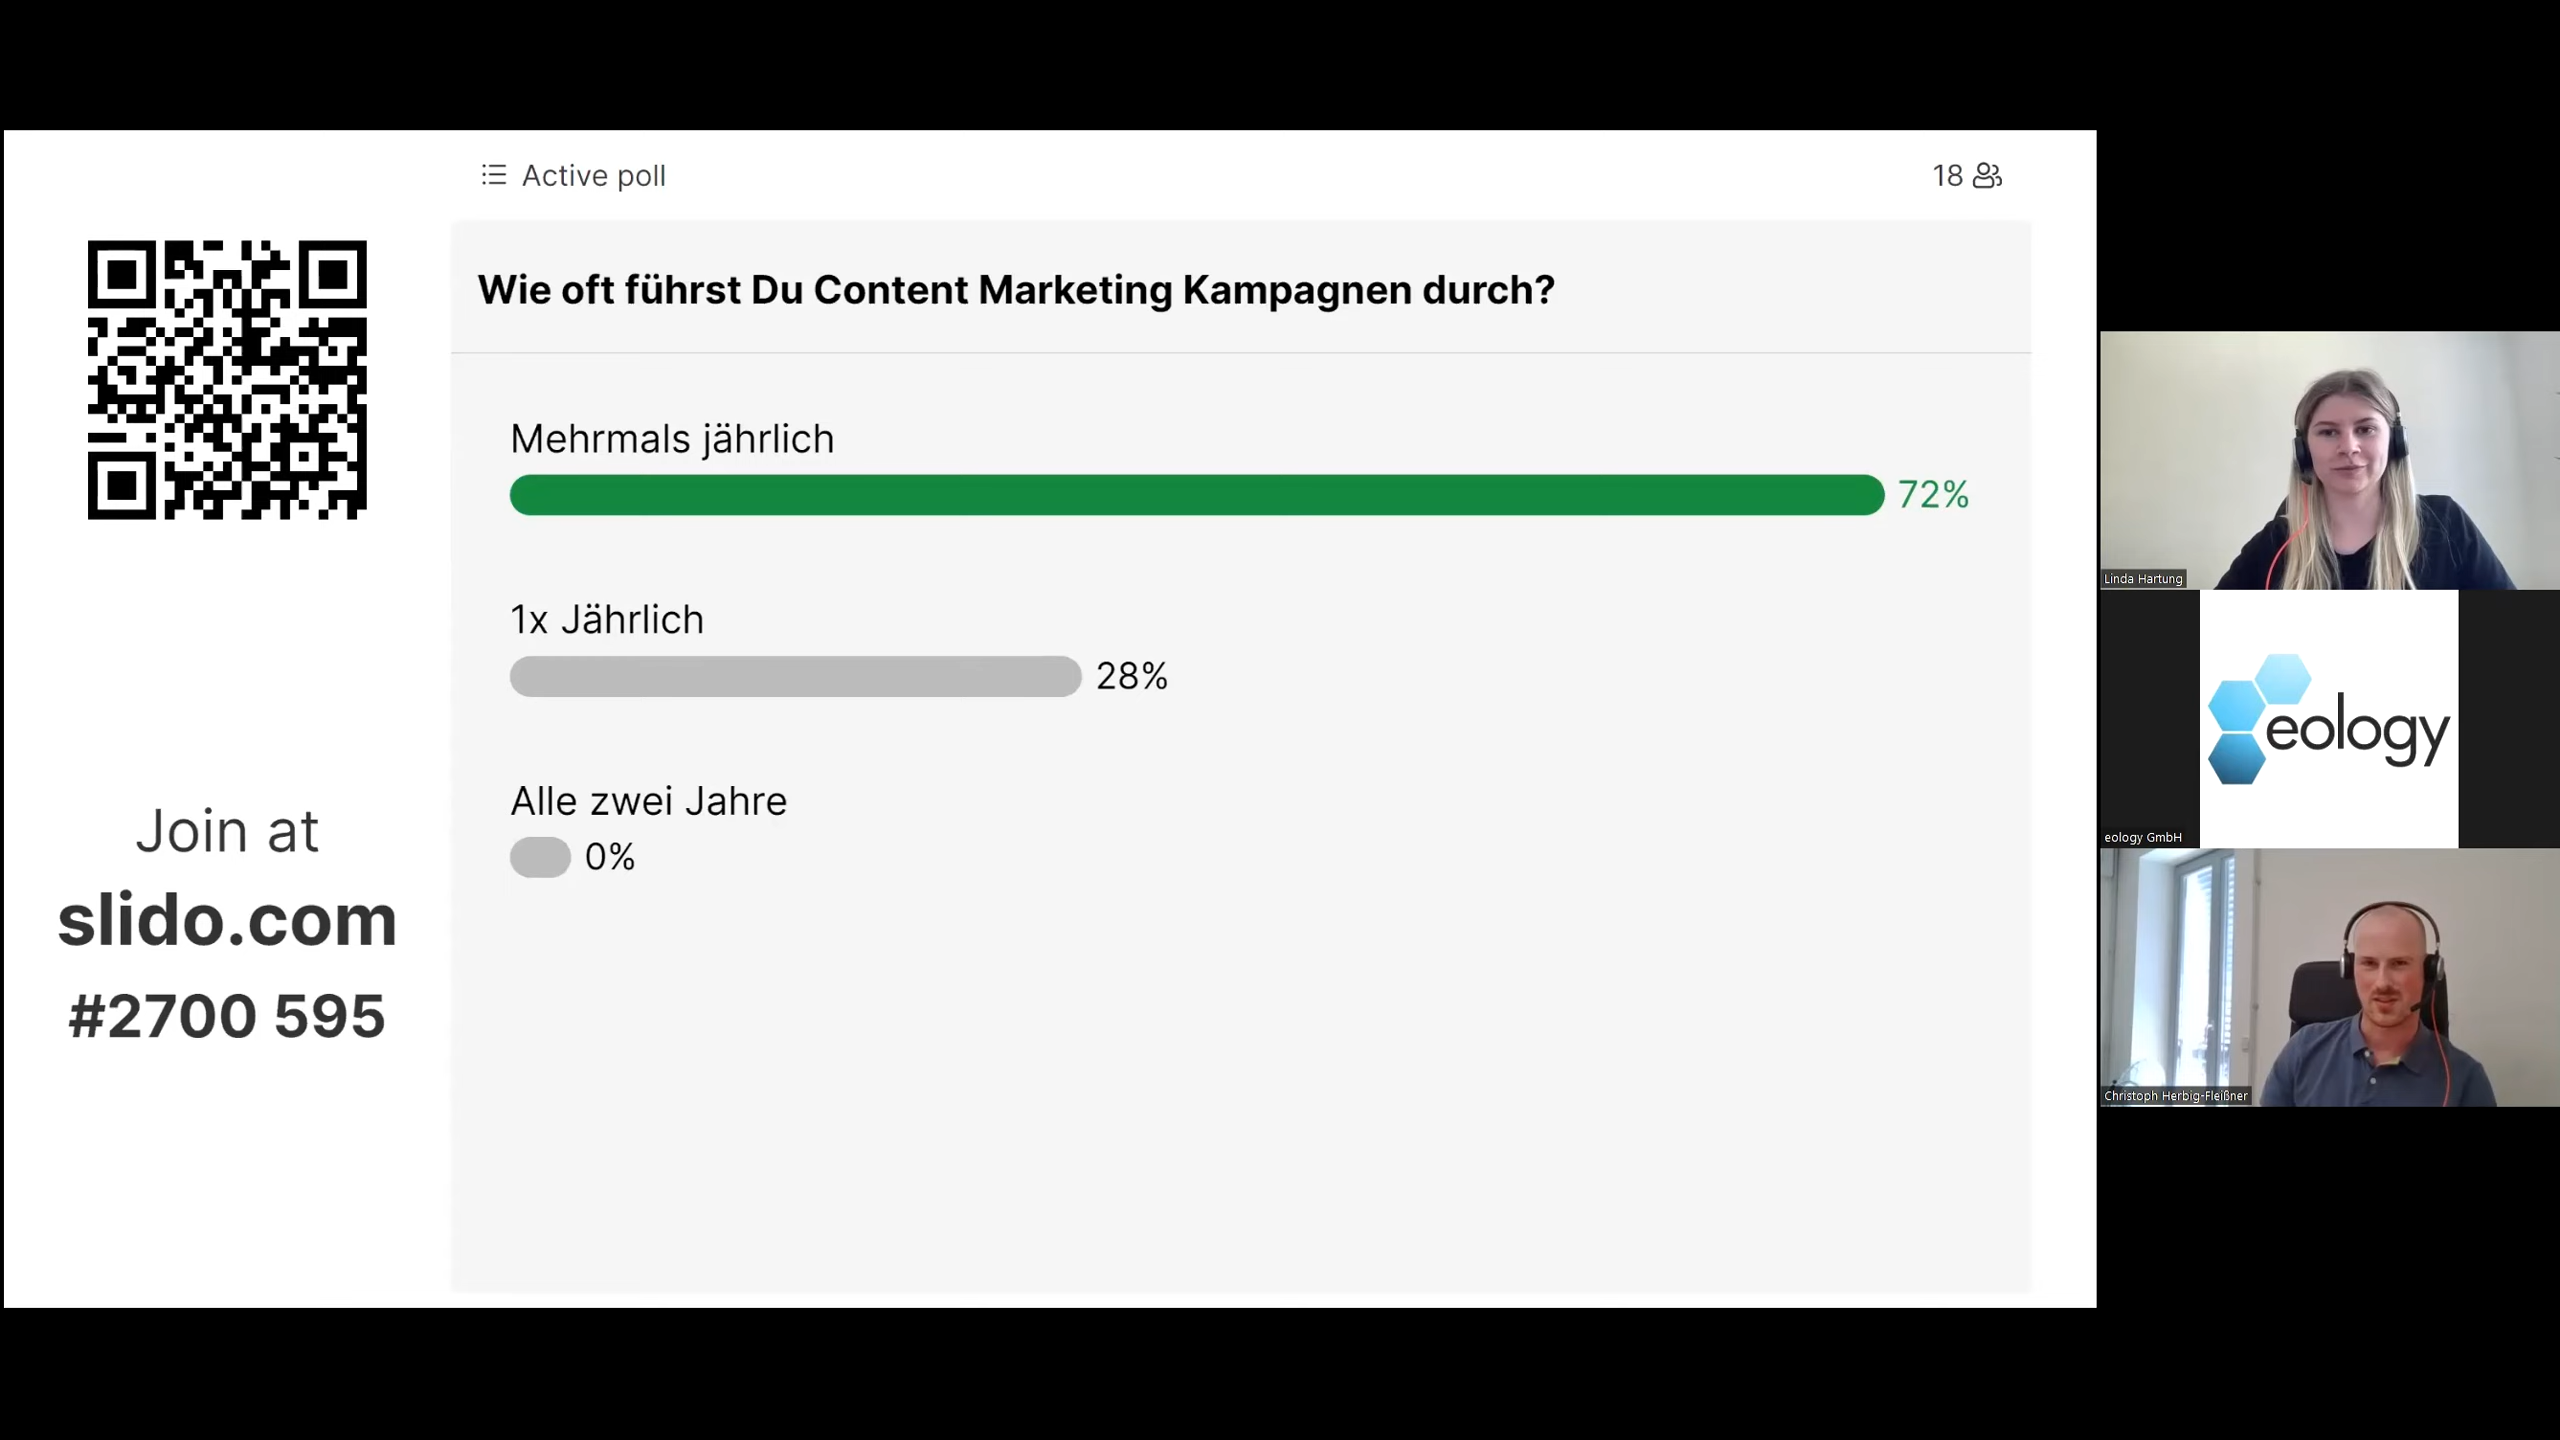 Active poll
18
Wie oft führst Du Content Marketing Kampagnen durch?
Mehrmals jährlich
72%
1x Jährlich
28%
Alle zwei Jahre
0%
Join at
slido.com
#2700 595
Linda Hartung
eology
eology GmbH
Christoph Herbig-Fleißner